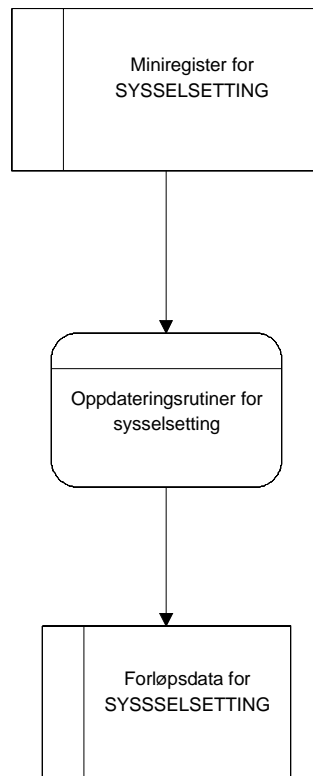 Miniregister for
SYSSELSETTING
Oppdateringsrutiner for
sysselsetting
Forløpsdata for
SYSSSELSETTING